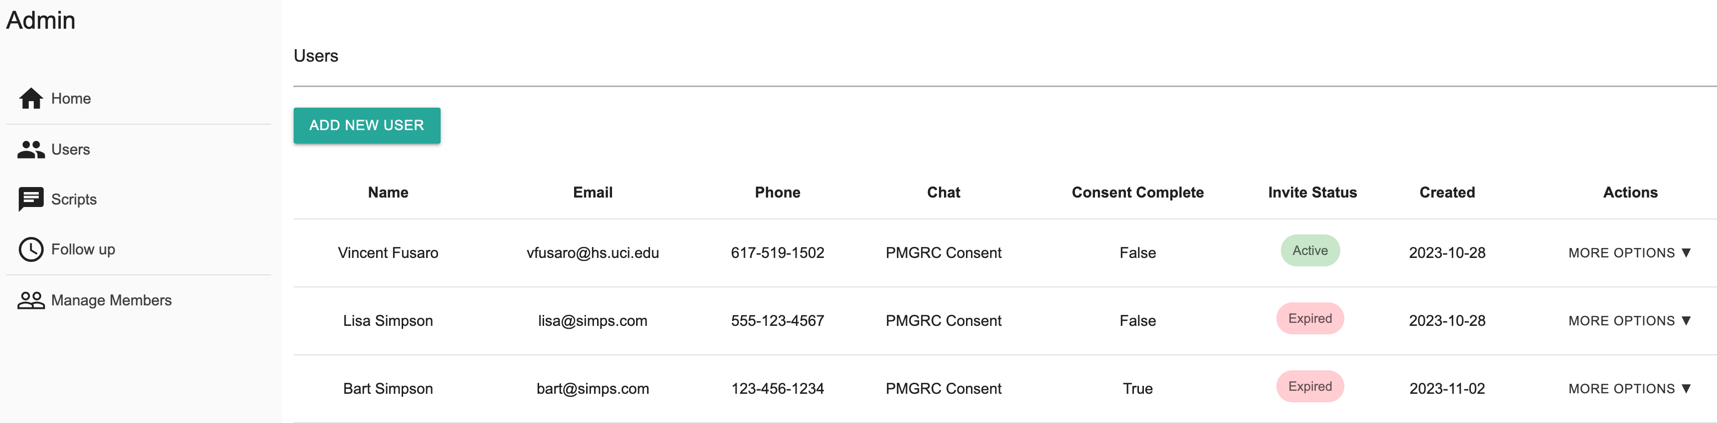 Admin
Home
Users
Scripts
Follow up
Manage Members
Users
ADD NEW USER
Name Email Phone Chat Consent Complete Invite Status Created Actions
Vincent Fusaro vfusaro@hs.uci.edu 617-519-1502 PMGRC Consent False Active 2023-10-28 MORE OPTIONS ▼
Lisa Simpson lisa@simps.com 555-123-4567 PMGRC Consent False Expired 2023-10-28 MORE OPTIONS ▼
Bart Simpson bart@simps.com 123-456-1234 PMGRC Consent True Expired 2023-11-02 MORE OPTIONS ▼